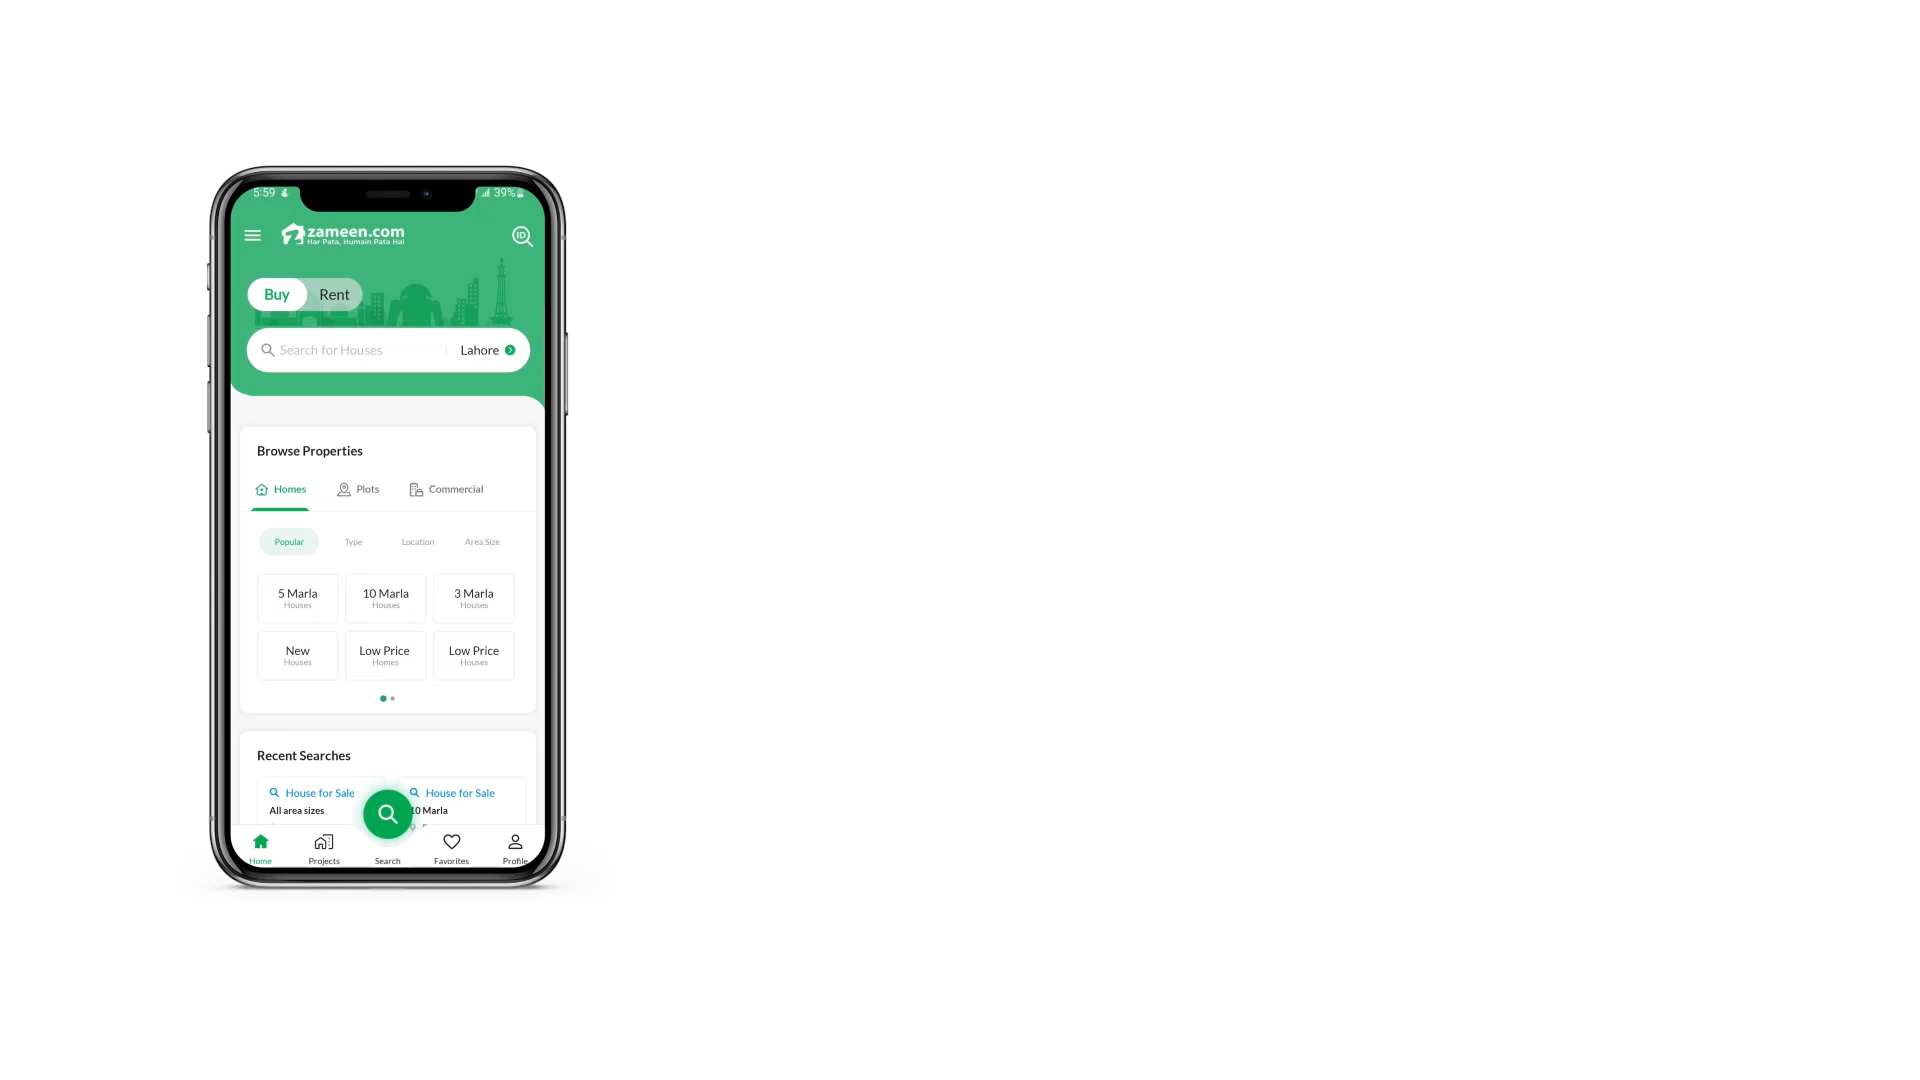 5:59
39%
zameen.com
Har Pata, Humain Pata Hai
ID
Buy Rent
Search for Houses Lahore
Browse Properties
Homes Plots Commercial
Popular Type Location Area Size
5 Marla 10 Marla 3 Marla
Houses Houses Houses
New Low Price Low Price
Houses Homes Houses
Recent Searches
House for Sale House for Sale
All area sizes 10 Marla
Home Projects Search Favorites Profile